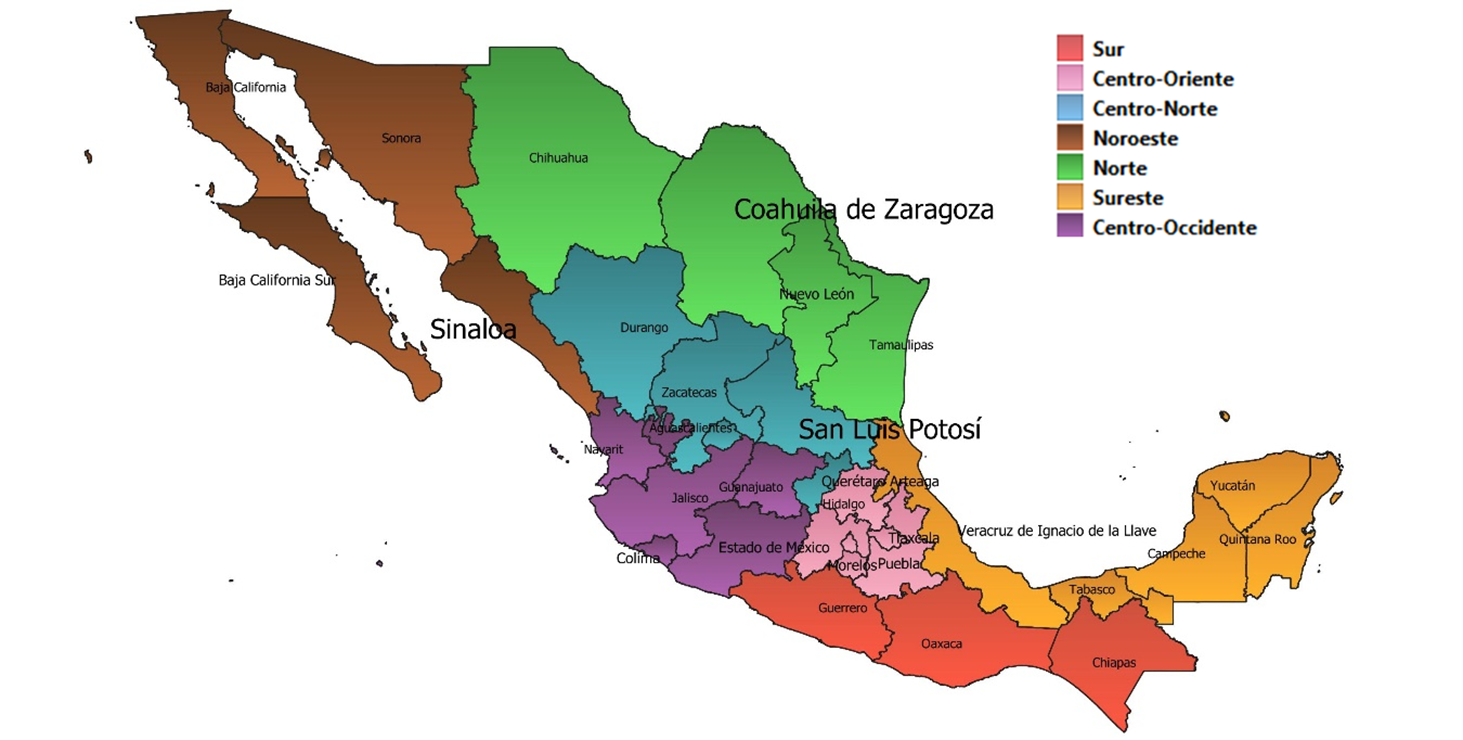 Sur
Centro-Oriente
Centro-Norte
Noroeste
Norte
Sureste
Centro-Occidente
Baja California
Sonora
Chihuahua
Coahuila de Zaragoza
Baja California Sur
Nuevo León
Sinaloa
Durango
Tamaulipas
Zacatecas
Aguascalientes
San Luis Potosí
Nayarit
Querétaro Arteaga
Guanajuato
Jalisco
Hidalgo
Yucatán
Veracruz de Ignacio de la Llave
Tlaxcala
Quintana Roo
Estado de México
Campeche
Colima
Morelos
Puebla
Tabasco
Guerrero
Oaxaca
Chiapas